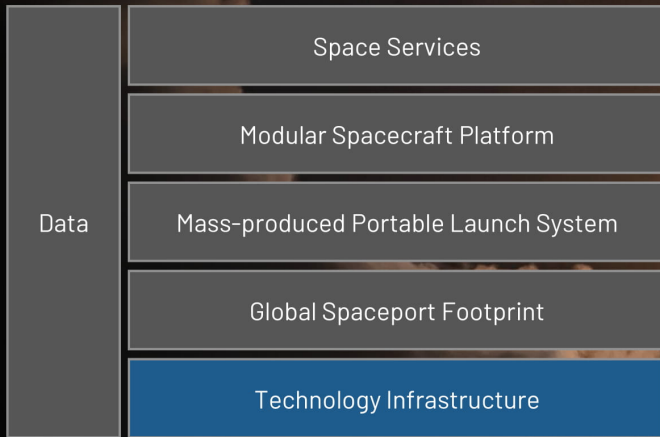 Data
Space Services
Modular Spacecraft Platform
Mass-produced Portable Launch System
Global Spaceport Footprint
Technology Infrastructure